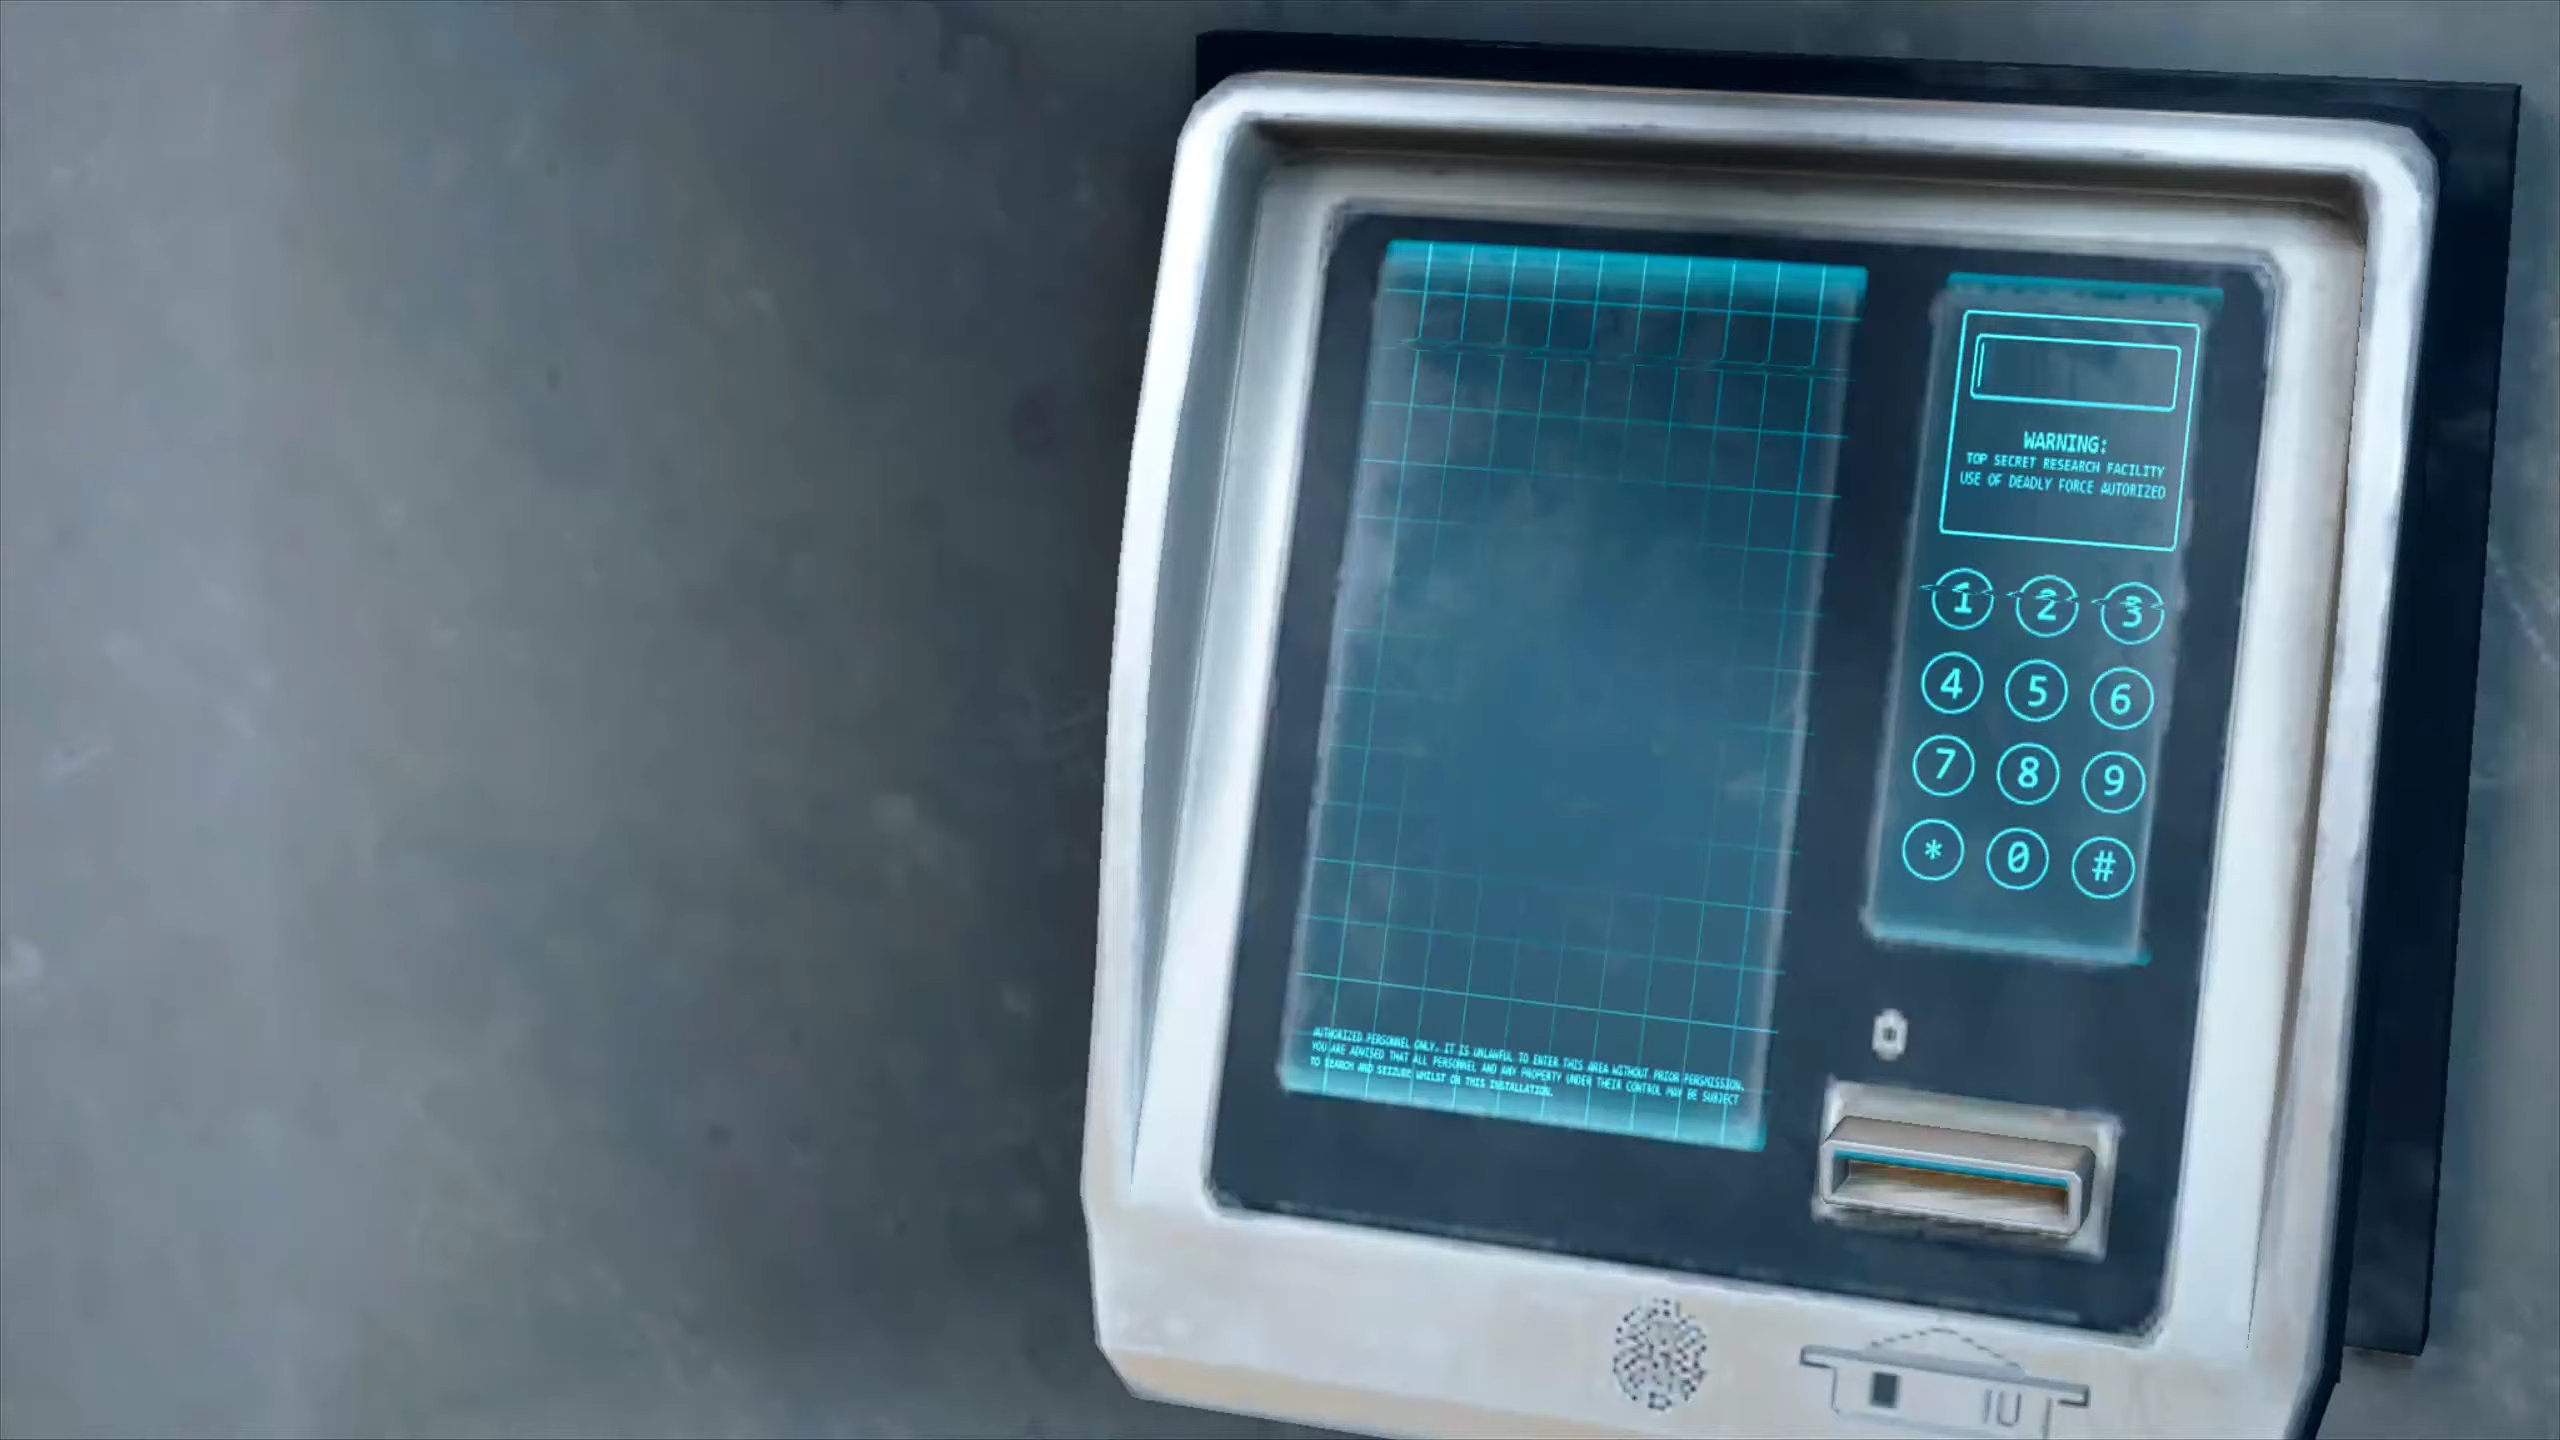 WARNING:
TOP SECRET RESEARCH FACILITY
USE OF DEADLY FORCE AUTORIZED
1 2 3
4 5 6
7 8 9
* 0 #
AUTHORIZED PERSONNEL ONLY. IT IS UNLAWFUL TO ENTER THIS AREA WITHOUT PRIOR PERSMISSION.
YOU ARE ADVISED THAT ALL PERSONNEL AND ANY PROPERTY UNDER THEIR CONTROL MAY BE SUBJECT
TO SEARCH AND SEIZURE WHILST ON THIS INSTALLATION.